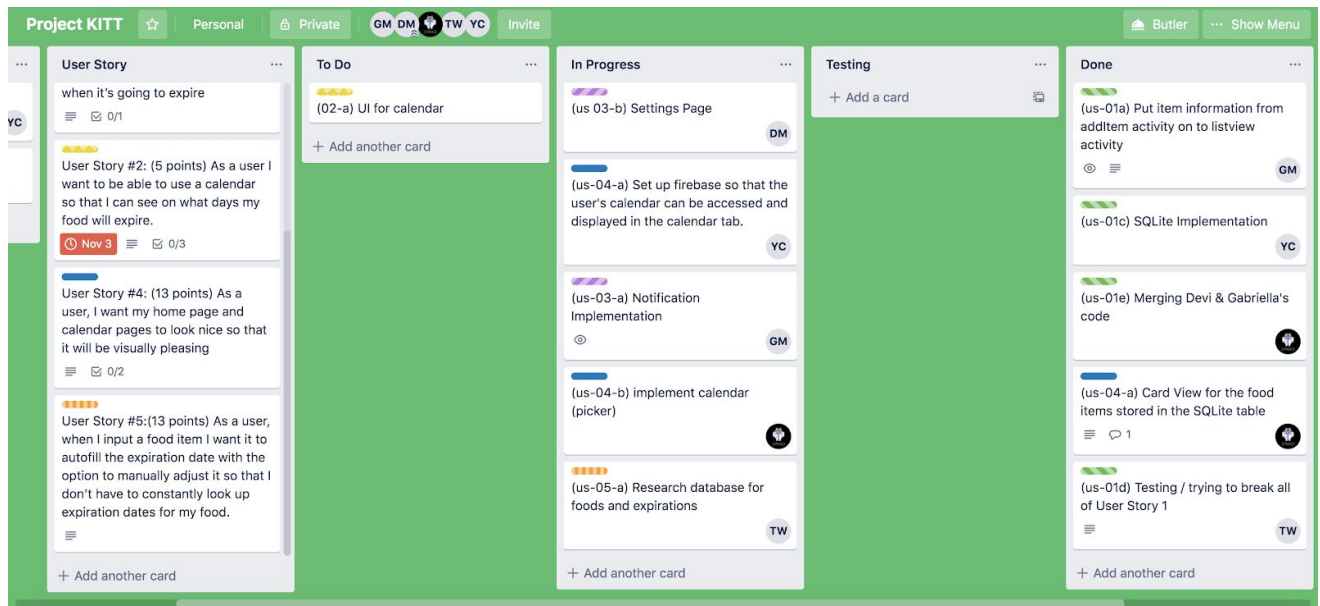 Project KITT
Personal
Private
GM DM TW YC
Invite
Butler
... Show Menu
YC
User Story
when it's going to expire
0/1
User Story #2: (5 points) As a user I
want to be able to use a calendar
so that I can see on what days my
food will expire.
Nov 3
0/3
User Story #4: (13 points) As a
user, I want my home page and
calendar pages to look nice so that
it will be visually pleasing
0/2
User Story #5:(13 points) As a user,
when I input a food item I want it to
autofill the expiration date with the
option to manually adjust it so that I
don't have to constantly look up
expiration dates for my food.
+ Add another card
To Do
(02-a) UI for calendar
+ Add another card
In Progress
(us 03-b) Settings Page
DM
(us-04-a) Set up firebase so that the
user's calendar can be accessed and
displayed in the calendar tab.
YC
(us-03-a) Notification
Implementation
GM
(us-04-b) implement calendar
(picker)
(us-05-a) Research database for
foods and expirations
TW
+ Add another card
Testing
+ Add a card
Done
(us-01a) Put item information from
addItem activity on to listview
activity
GM
(us-01c) SQLite Implementation
YC
(us-01e) Merging Devi & Gabriella's
code
(us-04-a) Card View for the food
items stored in the SQLite table
1
(us-01d) Testing / trying to break all
of User Story 1
TW
+ Add another card